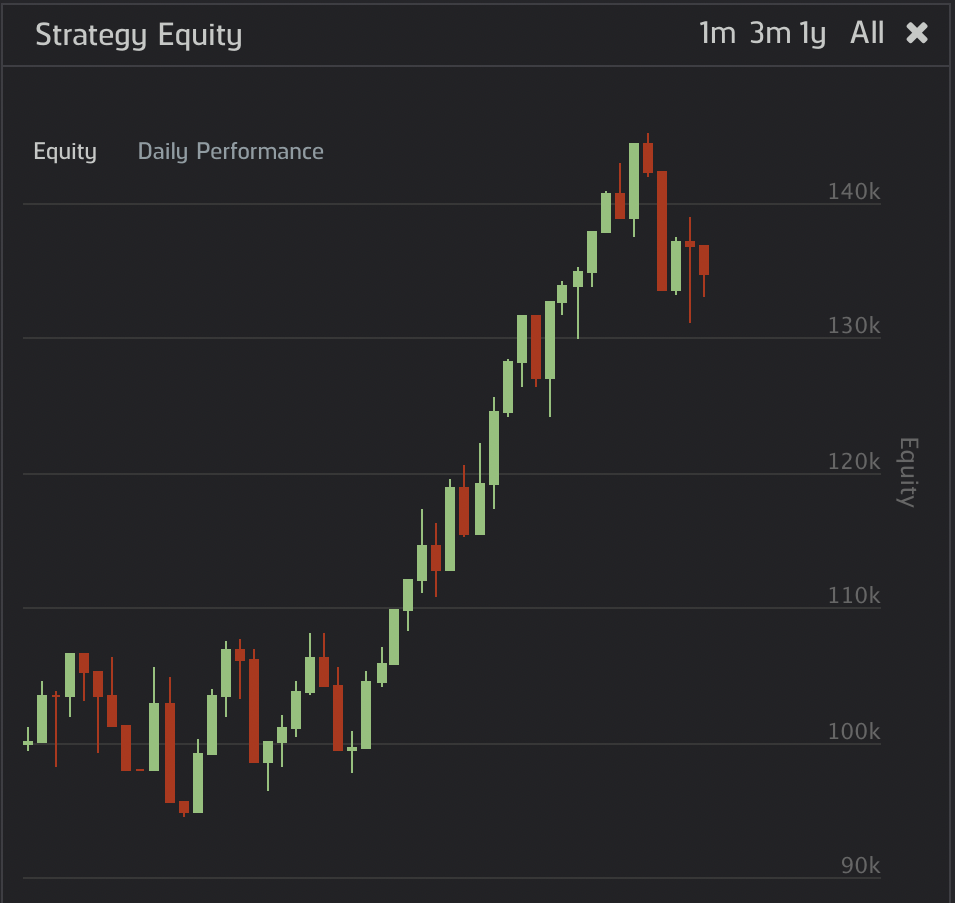 Strategy Equity
1m 3m 1y All ✖
Equity
Daily Performance
140k
130k
120k
110k
100k
90k
Equity